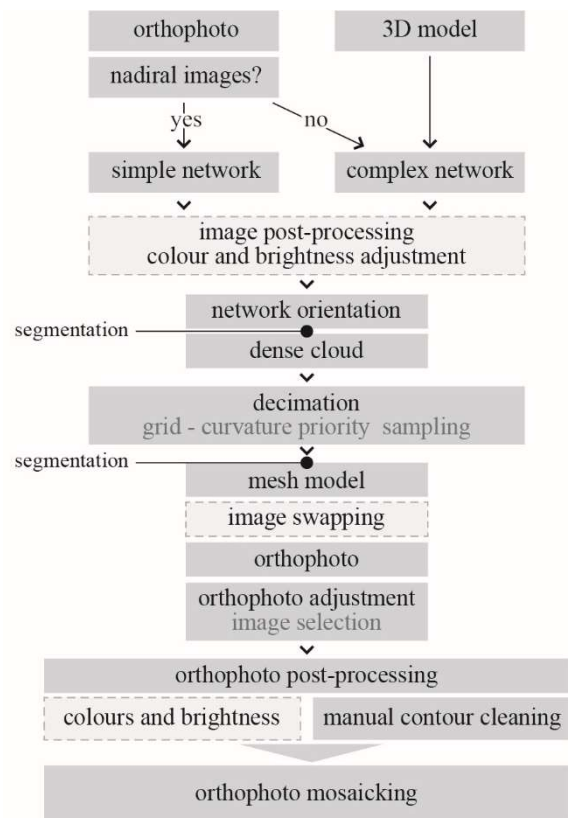 orthophoto
3D model
nadiral images?
yes
no
simple network
complex network
image post-processing
colour and brightness adjustment
network orientation
segmentation
dense cloud
decimation
grid - curvature priority sampling
segmentation
mesh model
image swapping
orthophoto
orthophoto adjustment
image selection
orthophoto post-processing
colours and brightness
manual contour cleaning
orthophoto mosaicking